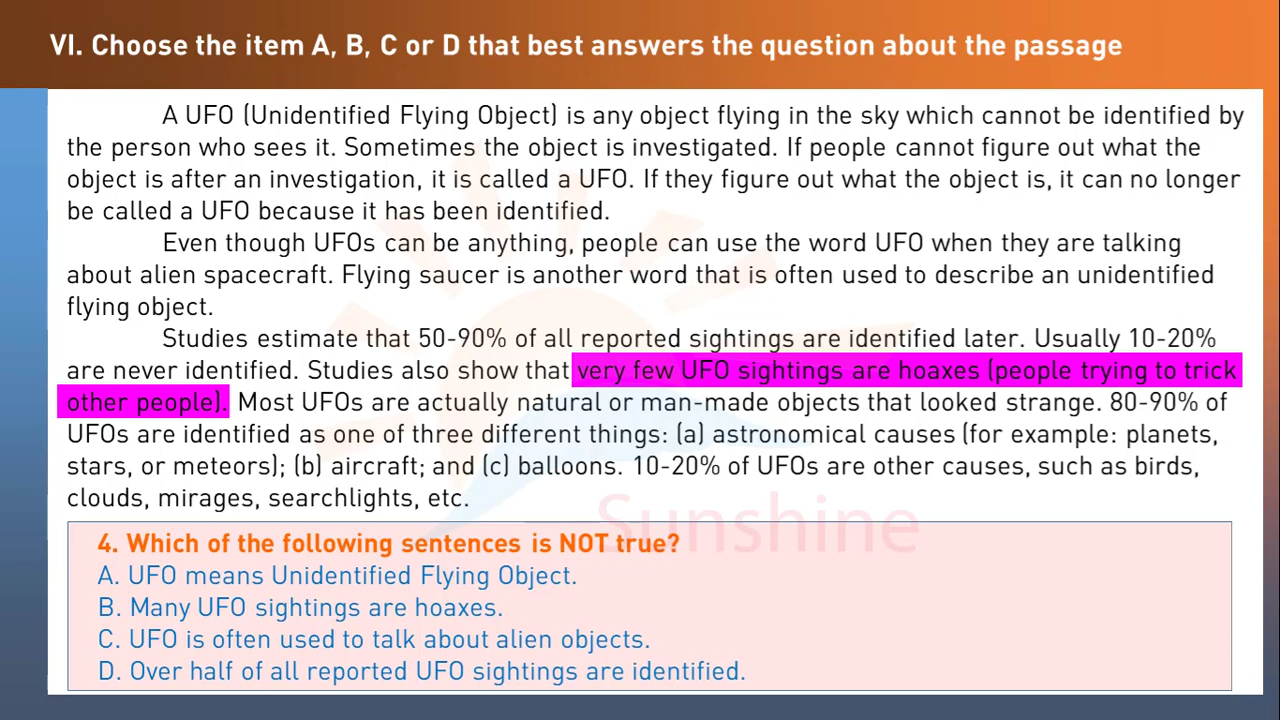 VI. Choose the item A, B, C or D that best answers the question about the passage
A UFO (Unidentified Flying Object) is any object flying in the sky which cannot be identified by
the person who sees it. Sometimes the object is investigated. If people cannot figure out what the
object is after an investigation, it is called a UFO. If they figure out what the object is, it can no longer
be called a UFO because it has been identified.
Even though UFOs can be anything, people can use the word UFO when they are talking
about alien spacecraft. Flying saucer is another word that is often used to describe an unidentified
flying object.
Studies estimate that 50-90% of all reported sightings are identified later. Usually 10-20%
are never identified. Studies also show that very few UFO sightings are hoaxes (people trying to trick
other people). Most UFOs are actually natural or man-made objects that looked strange. 80-90% of
UFOs are identified as one of three different things: (a) astronomical causes (for example: planets,
stars, or meteors); (b) aircraft; and (c) balloons. 10-20% of UFOs are other causes, such as birds,
clouds, mirages, searchlights, etc.
Sunshine
4. Which of the following sentences is NOT true?
A. UFO means Unidentified Flying Object.
B. Many UFO sightings are hoaxes.
C. UFO is often used to talk about alien objects.
D. Over half of all reported UFO sightings are identified.